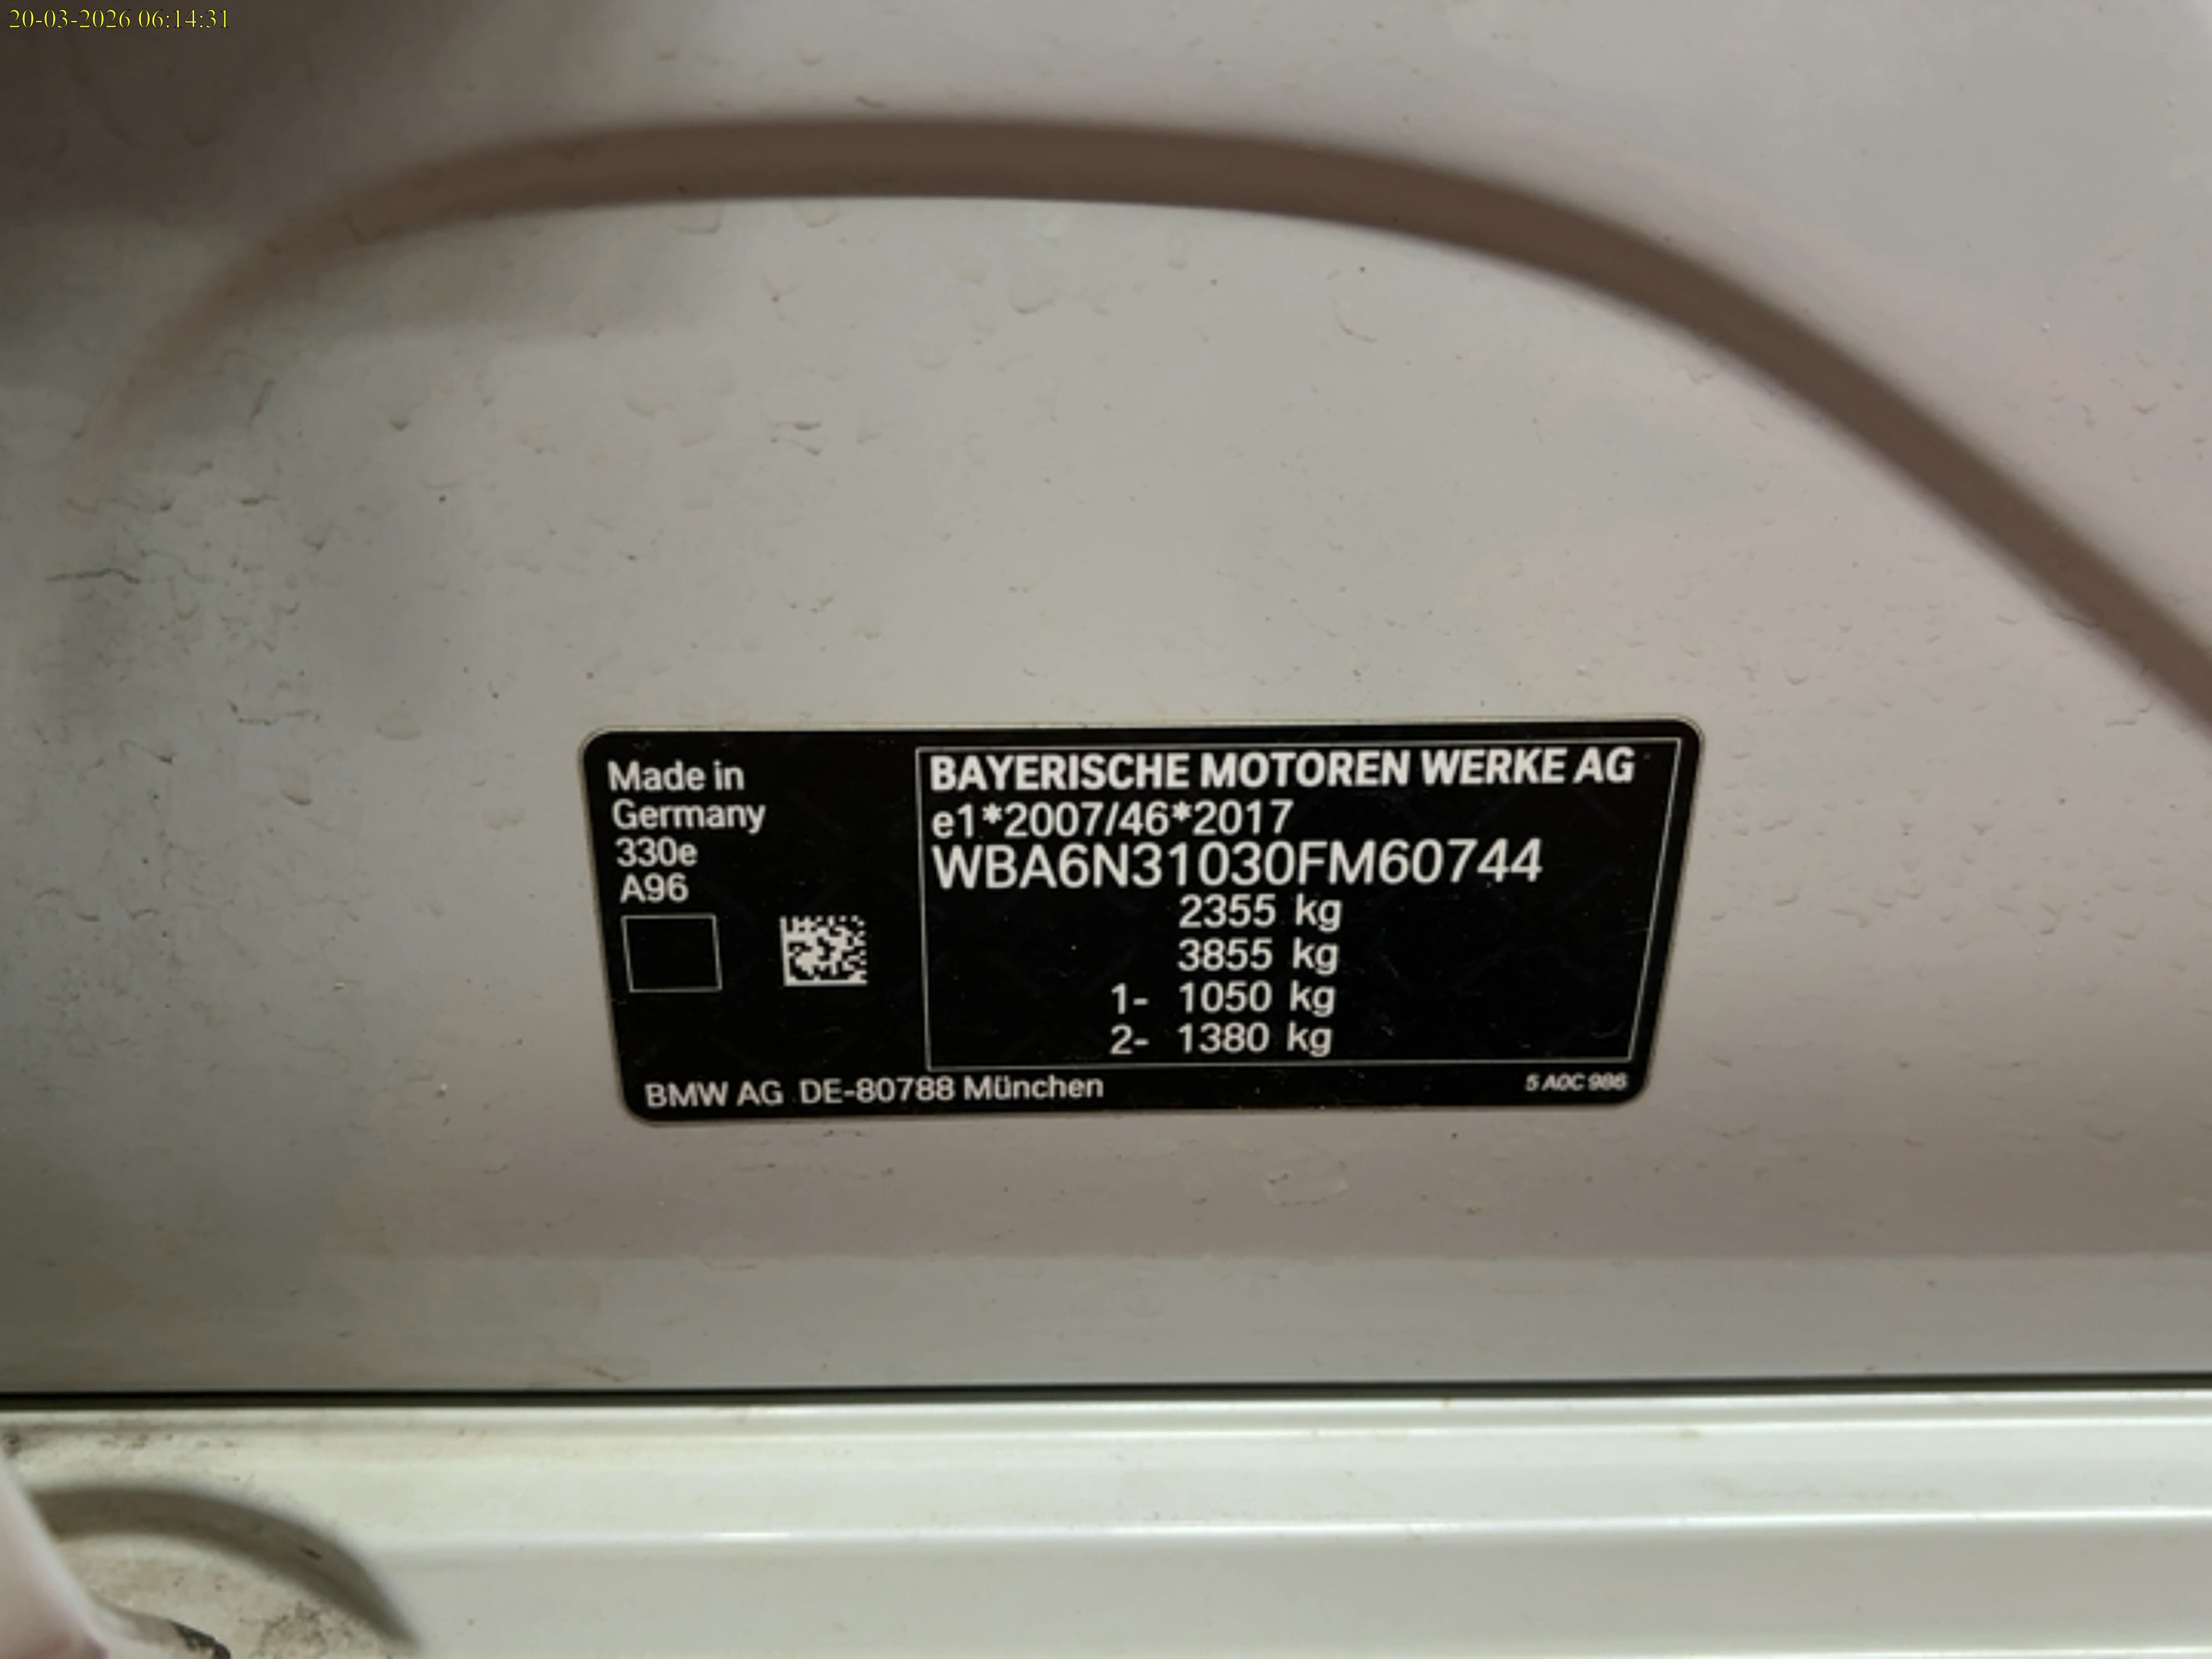 20-03-2026 06:14:31
Made in
Germany
330e
A96
BAYERISCHE MOTOREN WERKE AG
e1*2007/46*2017
WBA6N31030FM60744
2355 kg
3855 kg
1- 1050 kg
2- 1380 kg
BMW AG DE-80788 München
5 A0C 986